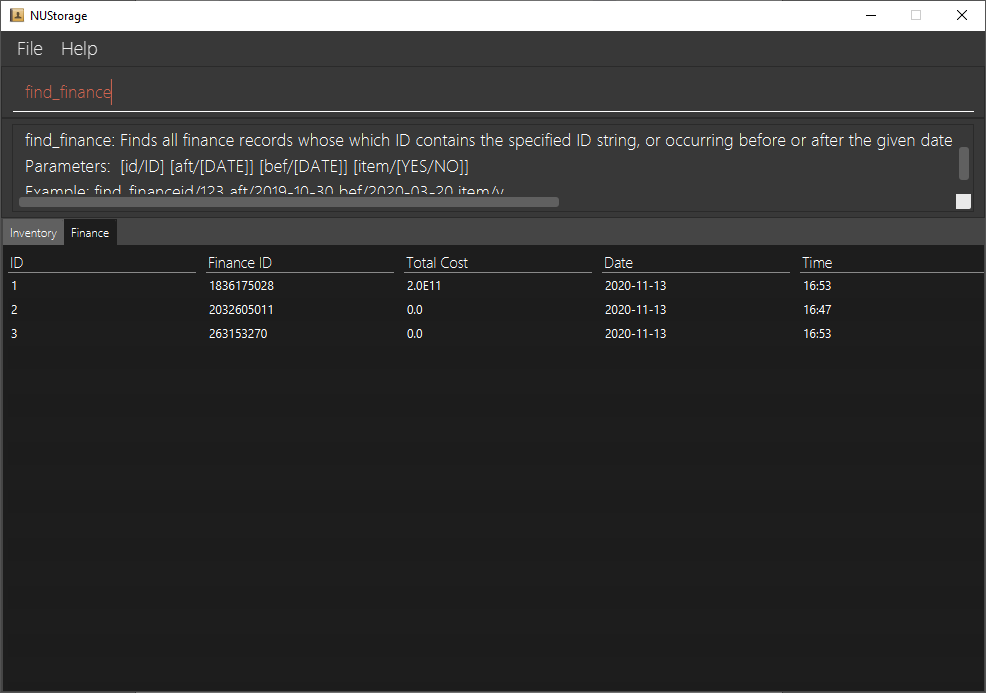 NUStorage
File Help
find_finance
find_finance: Finds all finance records whose which ID contains the specified ID string, or occurring before or after the given date
Parameters: [id/ID] [aft/[DATE]] [bef/[DATE]] [item/[YES/NO]]
Example: find_financeid/123 aft/2019-10-30 bef/2020-03-20 item/y
Inventory Finance
ID Finance ID Total Cost Date Time
1 1836175028 2.0E11 2020-11-13 16:53
2 2032605011 0.0 2020-11-13 16:47
3 263153270 0.0 2020-11-13 16:53